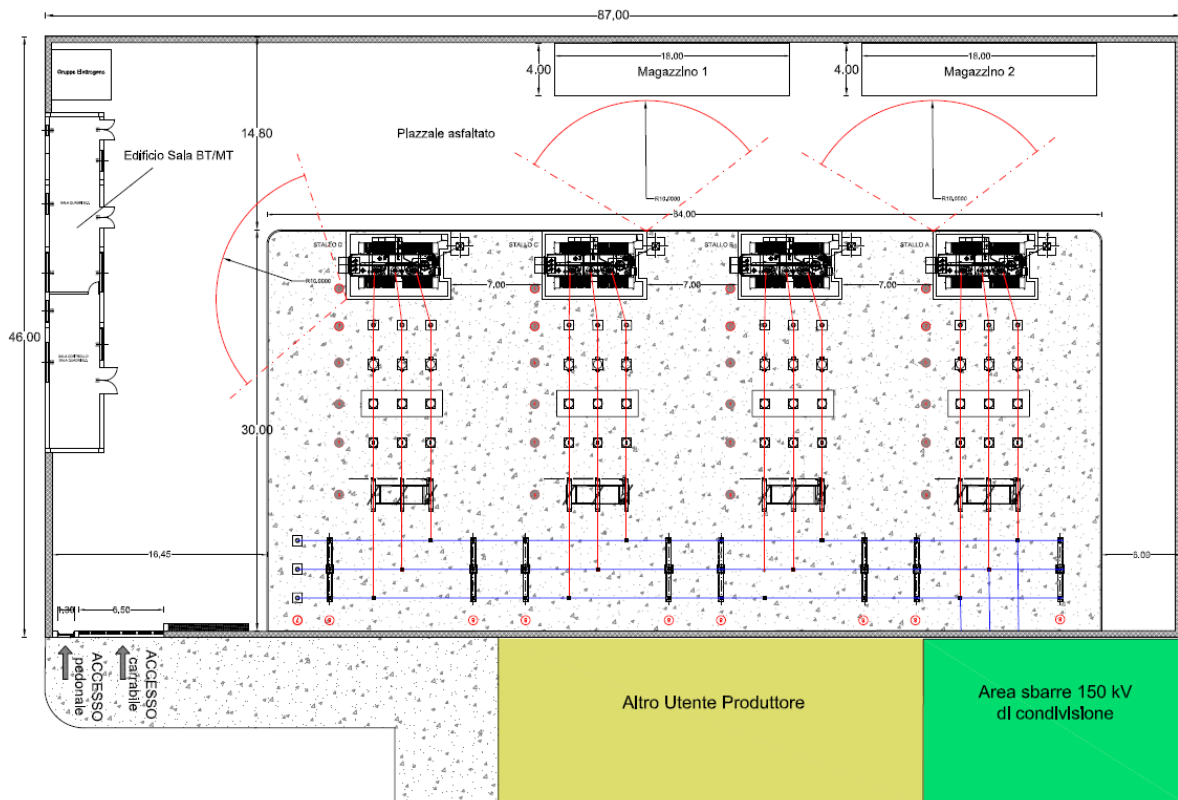 87,00
Gruppo Elettrogeno
4,00
18,00
Magazzino 1
4,00
18,00
Magazzino 2
14,80
Piazzale asfaltato
Edificio Sala BT/MT
R10,0000
R10,0000
64,00
STALLO D
STALLO C
STALLO B
STALLO A
R10,0000
7,00
7,00
7,00
46,00
30,00
16,45
6,00
1,30
6,50
ACCESSO
pedonale
ACCESSO
carrabile
Altro Utente Produttore
Area sbarre 150 kV
di condivisione